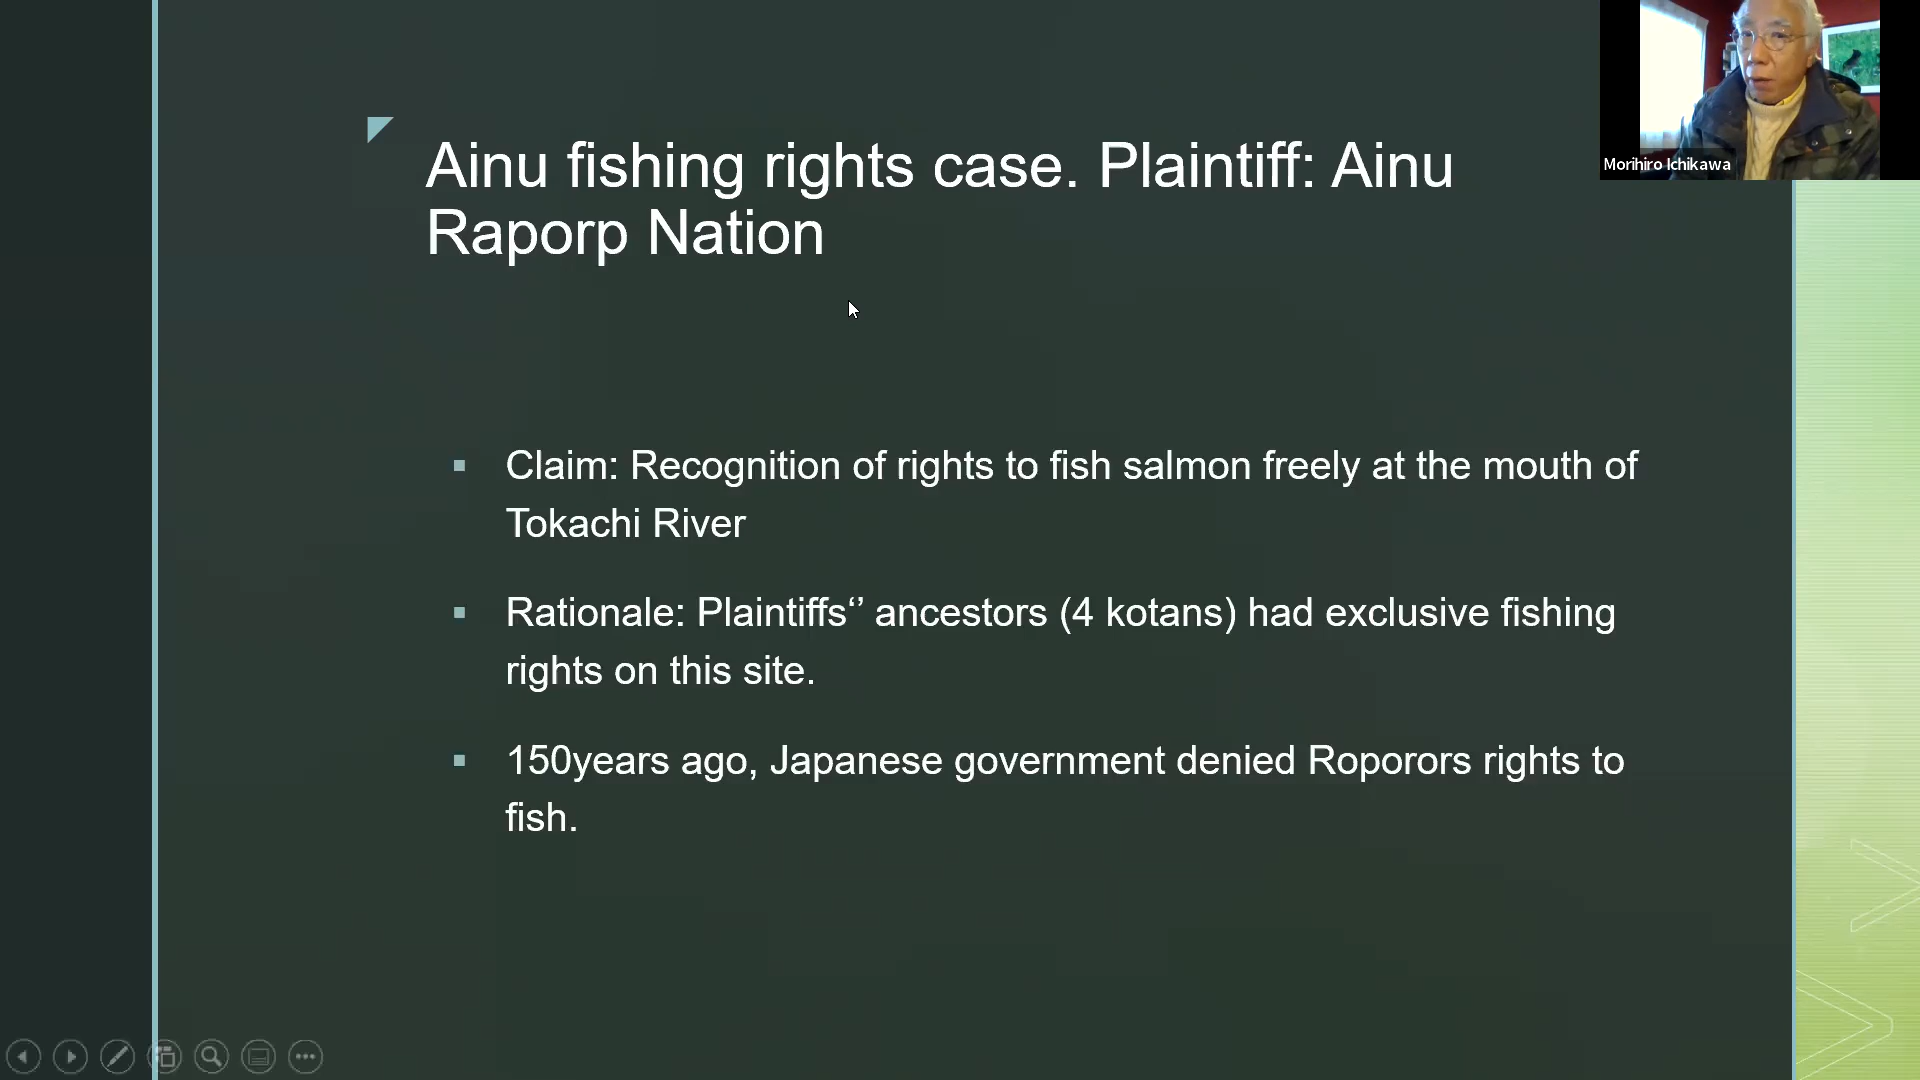 Ainu fishing rights case. Plaintiff: Ainu
Raporp Nation
Morihiro Ichikawa
▪ Claim: Recognition of rights to fish salmon freely at the mouth of
Tokachi River
▪ Rationale: Plaintiffs‘’ ancestors (4 kotans) had exclusive fishing
rights on this site.
▪ 150years ago, Japanese government denied Roporors rights to
fish.